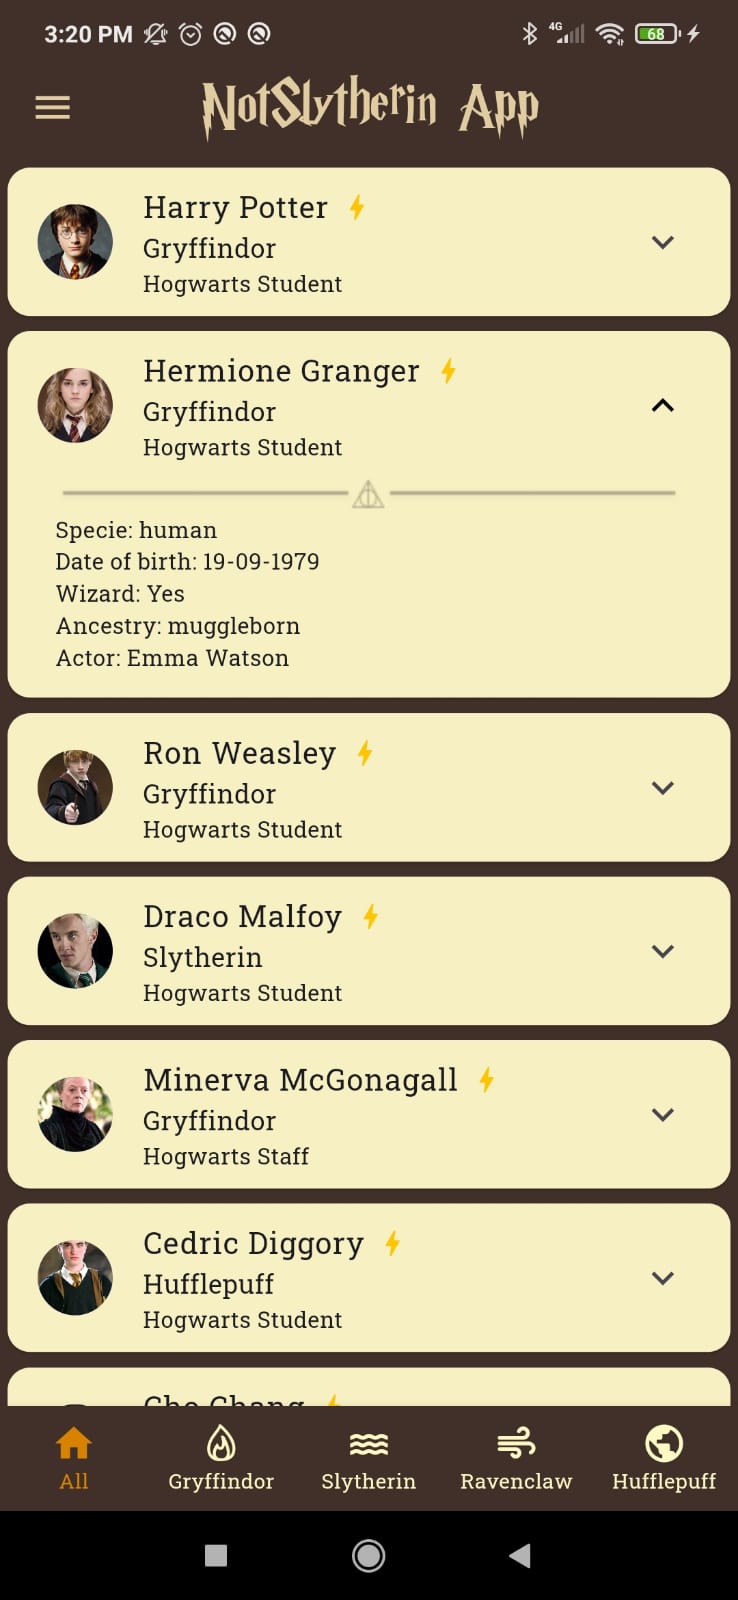 3:20 PM 4G 68
NotSlytherin App
Harry Potter
Gryffindor
Hogwarts Student
Hermione Granger
Gryffindor
Hogwarts Student
Specie: human
Date of birth: 19-09-1979
Wizard: Yes
Ancestry: muggleborn
Actor: Emma Watson
Ron Weasley
Gryffindor
Hogwarts Student
Draco Malfoy
Slytherin
Hogwarts Student
Minerva McGonagall
Gryffindor
Hogwarts Staff
Cedric Diggory
Hufflepuff
Hogwarts Student
Cho Chang
All Gryffindor Slytherin Ravenclaw Hufflepuff